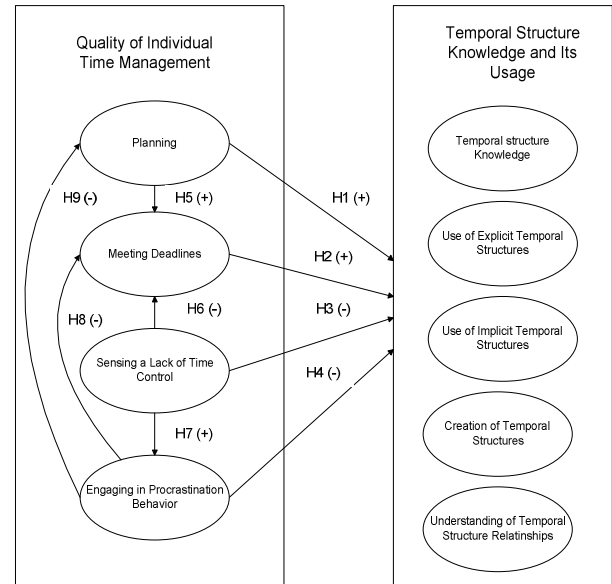 Quality of Individual
Time Management
Planning
H9 (-)
H5 (+)
Meeting Deadlines
H8 (-)
H6 (-)
Sensing a Lack of Time
Control
H7 (+)
Engaging in Procrastination
Behavior
H1 (+)
H2 (+)
H3 (-)
H4 (-)
Temporal Structure
Knowledge and Its
Usage
Temporal structure
Knowledge
Use of Explicit Temporal
Structures
Use of Implicit Temporal
Structures
Creation of Temporal
Structures
Understanding of Temporal
Structure Relatinships